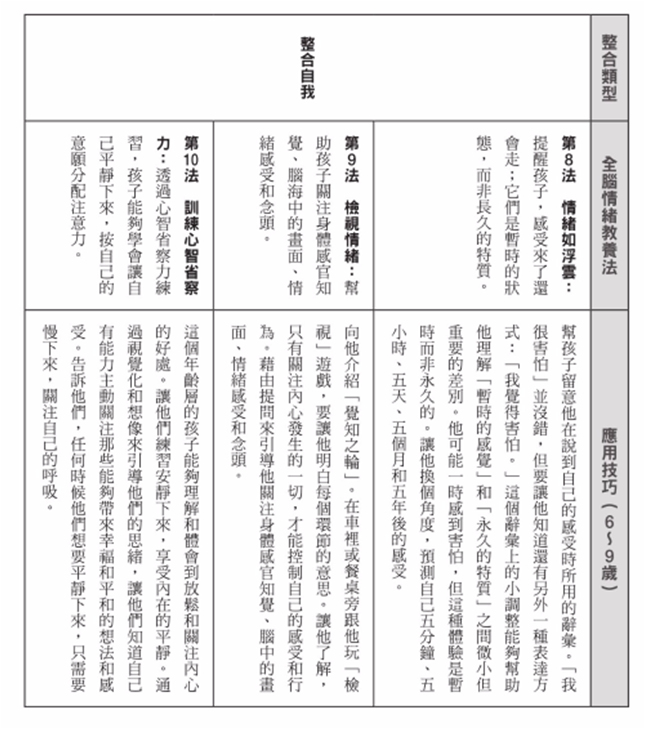 整合類型
全腦情緒教養法
應用技巧(6～9歲)
整合自我
第8法　情緒如浮雲：
提醒孩子，感受來了還
會走；它們是暫時的狀
態，而非長久的特質。
幫孩子留意他在說到自己的感受時所用的辭彙。「我
很害怕」並沒錯，但要讓他知道還有另外一種表達方
式：「我覺得害怕。」這個辭彙上的小調整能夠幫助
他理解「暫時的感覺」和「永久的特質」之間微小但
重要的差別。他可能一時感到害怕，但這種體驗是暫
時而非永久的。讓他換個角度，預測自己五分鐘、五
小時、五天、五個月和五年後的感受。
第9法　檢視情緒：幫
助孩子關注身體感官知
覺、腦海中的畫面、情
緒感受和念頭。
向他介紹「覺知之輪」。在車裡或餐桌旁跟他玩「檢
視」遊戲，要讓他明白每個環節的意思。讓他了解，
只有關注內心發生的一切，才能控制自己的感受和行
為。藉由提問來引導他關注身體感官知覺、腦中的畫
面、情緒感受和念頭。
第10法　訓練心智省察
力：透過心智省察力練
習，孩子能夠學會讓自
己平靜下來，按自己的
意願分配注意力。
這個年齡層的孩子能夠理解和體會到放鬆和關注內心
的好處。讓他們練習安靜下來，享受內在的平靜。通
過視覺化和想像來引導他們的思緒，讓他們知道自己
有能力主動關注那些能夠帶來幸福和平和的想法和感
受。告訴他們，任何時候他們想要平靜下來，只需要
慢下來，關注自己的呼吸。